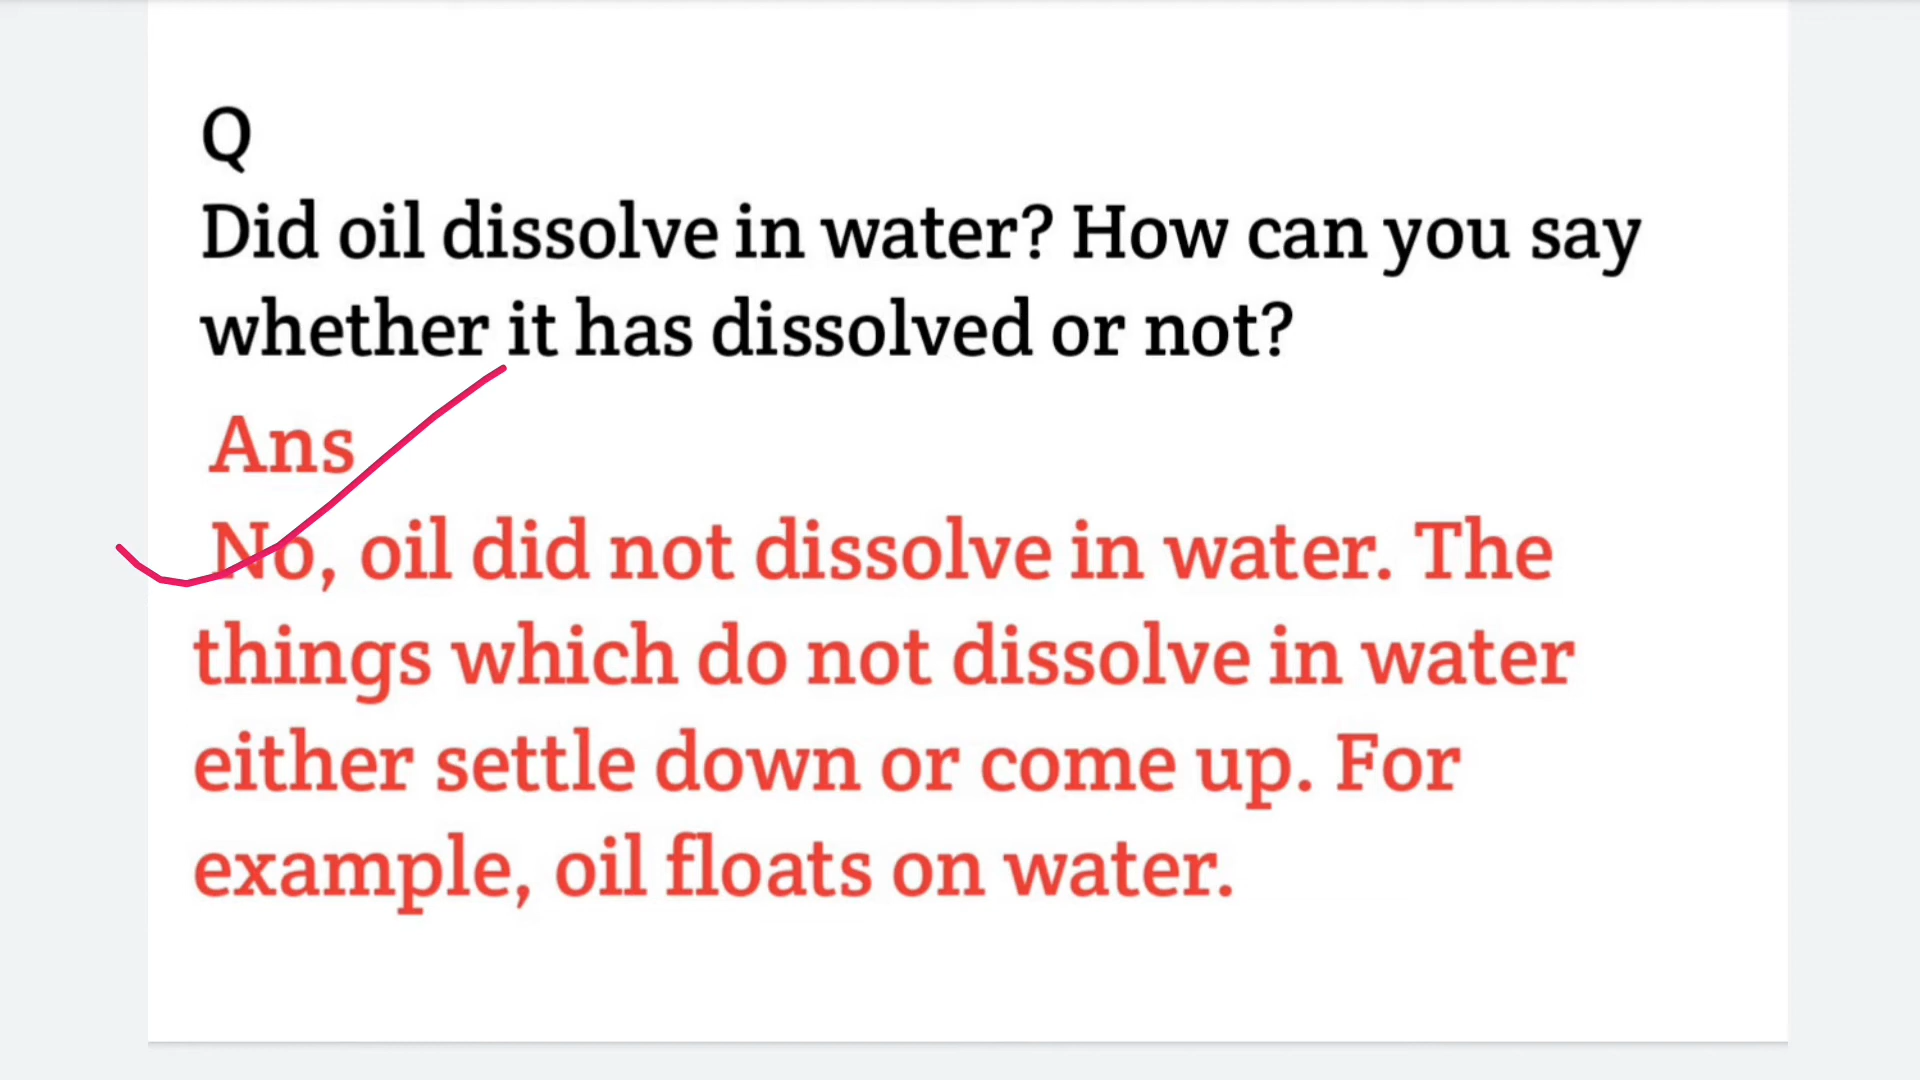 Q
Did oil dissolve in water? How can you say
whether it has dissolved or not?
Ans
No, oil did not dissolve in water. The
things which do not dissolve in water
either settle down or come up. For
example, oil floats on water.